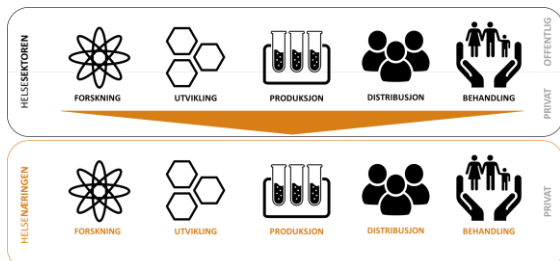 HELSESEKTOREN
FORSKNING
UTVIKLING
PRODUKSJON
DISTRIBUSJON
BEHANDLING
OFFENTLIG
PRIVAT
HELSENÆRINGEN
FORSKNING
UTVIKLING
PRODUKSJON
DISTRIBUSJON
BEHANDLING
PRIVAT